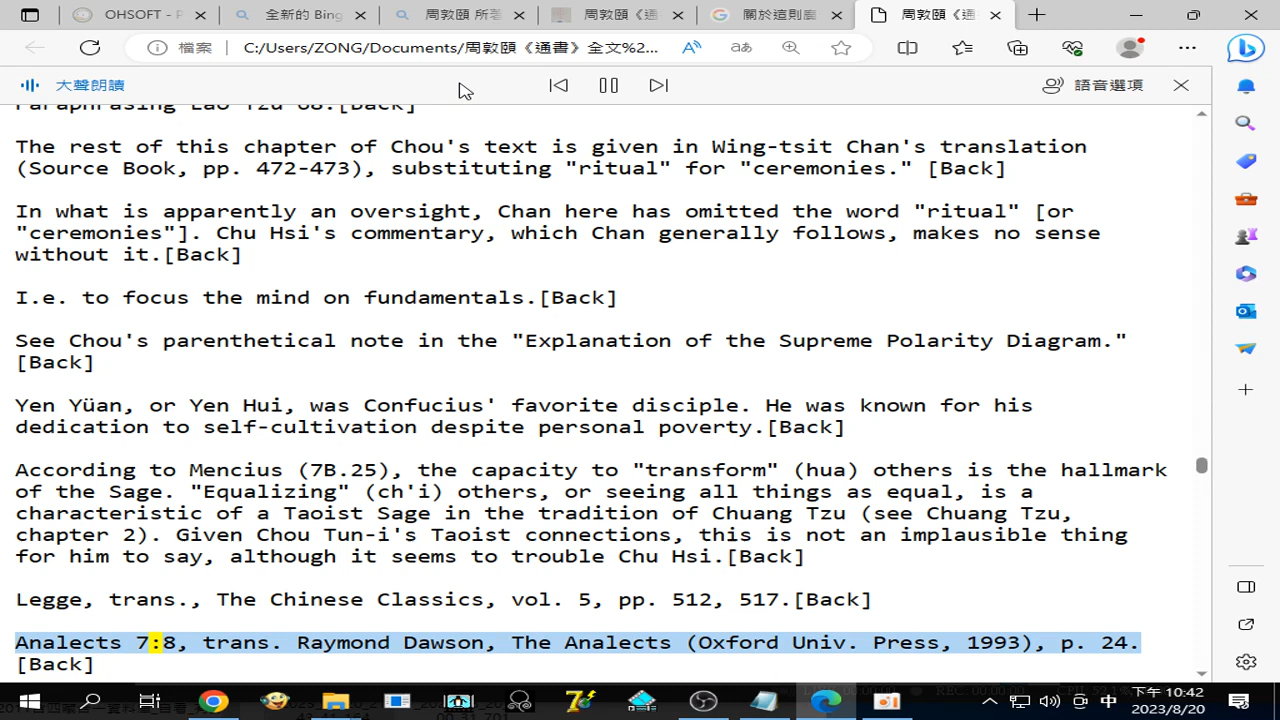 OHSOFT - F
全新的 Bing
周敦頤 所著
周敦頤《通
關於這則廣
周敦頤《通
檔案
C:/Users/ZONG/Documents/周敦頤《通書》全文%2...
大聲朗讀
語音選項
Paraphrasing Lao Tzu 68.[Back]
The rest of this chapter of Chou's text is given in Wing-tsit Chan's translation
(Source Book, pp. 472-473), substituting "ritual" for "ceremonies." [Back]
In what is apparently an oversight, Chan here has omitted the word "ritual" [or
"ceremonies"]. Chu Hsi's commentary, which Chan generally follows, makes no sense
without it.[Back]
I.e. to focus the mind on fundamentals.[Back]
See Chou's parenthetical note in the "Explanation of the Supreme Polarity Diagram."
[Back]
Yen Yüan, or Yen Hui, was Confucius' favorite disciple. He was known for his
dedication to self-cultivation despite personal poverty.[Back]
According to Mencius (7B.25), the capacity to "transform" (hua) others is the hallmark
of the Sage. "Equalizing" (ch'i) others, or seeing all things as equal, is a
characteristic of a Taoist Sage in the tradition of Chuang Tzu (see Chuang Tzu,
chapter 2). Given Chou Tun-i's Taoist connections, this is not an implausible thing
for him to say, although it seems to trouble Chu Hsi.[Back]
Legge, trans., The Chinese Classics, vol. 5, pp. 512, 517.[Back]
Analects 7:8, trans. Raymond Dawson, The Analects (Oxford Univ. Press, 1993), p. 24.
[Back]
中
下午 10:42
2023/8/20